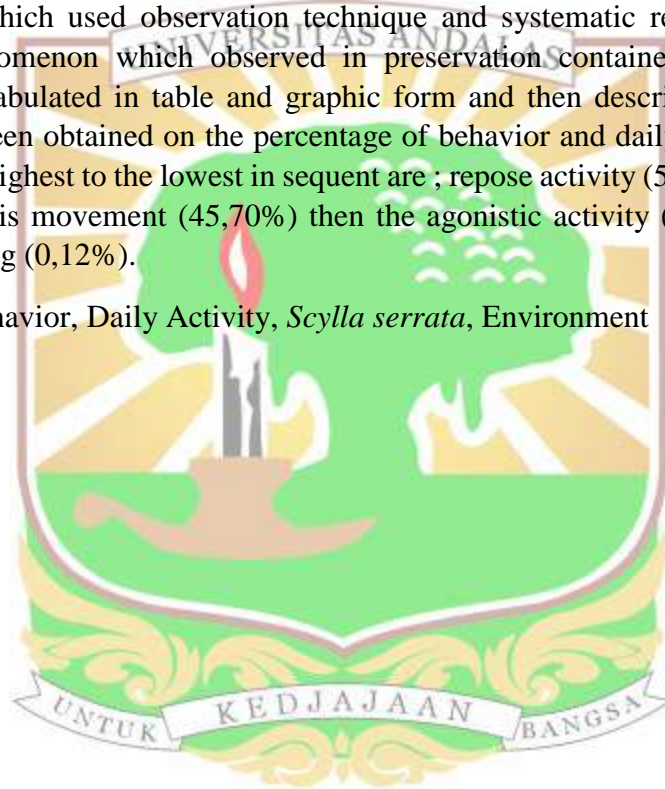 hich used observation technique and systematic re
omenon which observed in preservation containe
UNIVERSITAS ANDALAS
abulated in table and graphic form and then descri
een obtained on the percentage of behavior and dail
ighest to the lowest in sequent are ; repose activity (5
is movement (45,70%) then the agonistic activity (
g (0,12%).
navior, Daily Activity, Scylla serrata, Environment
UNTUK KEDJAJAAN BANGSA